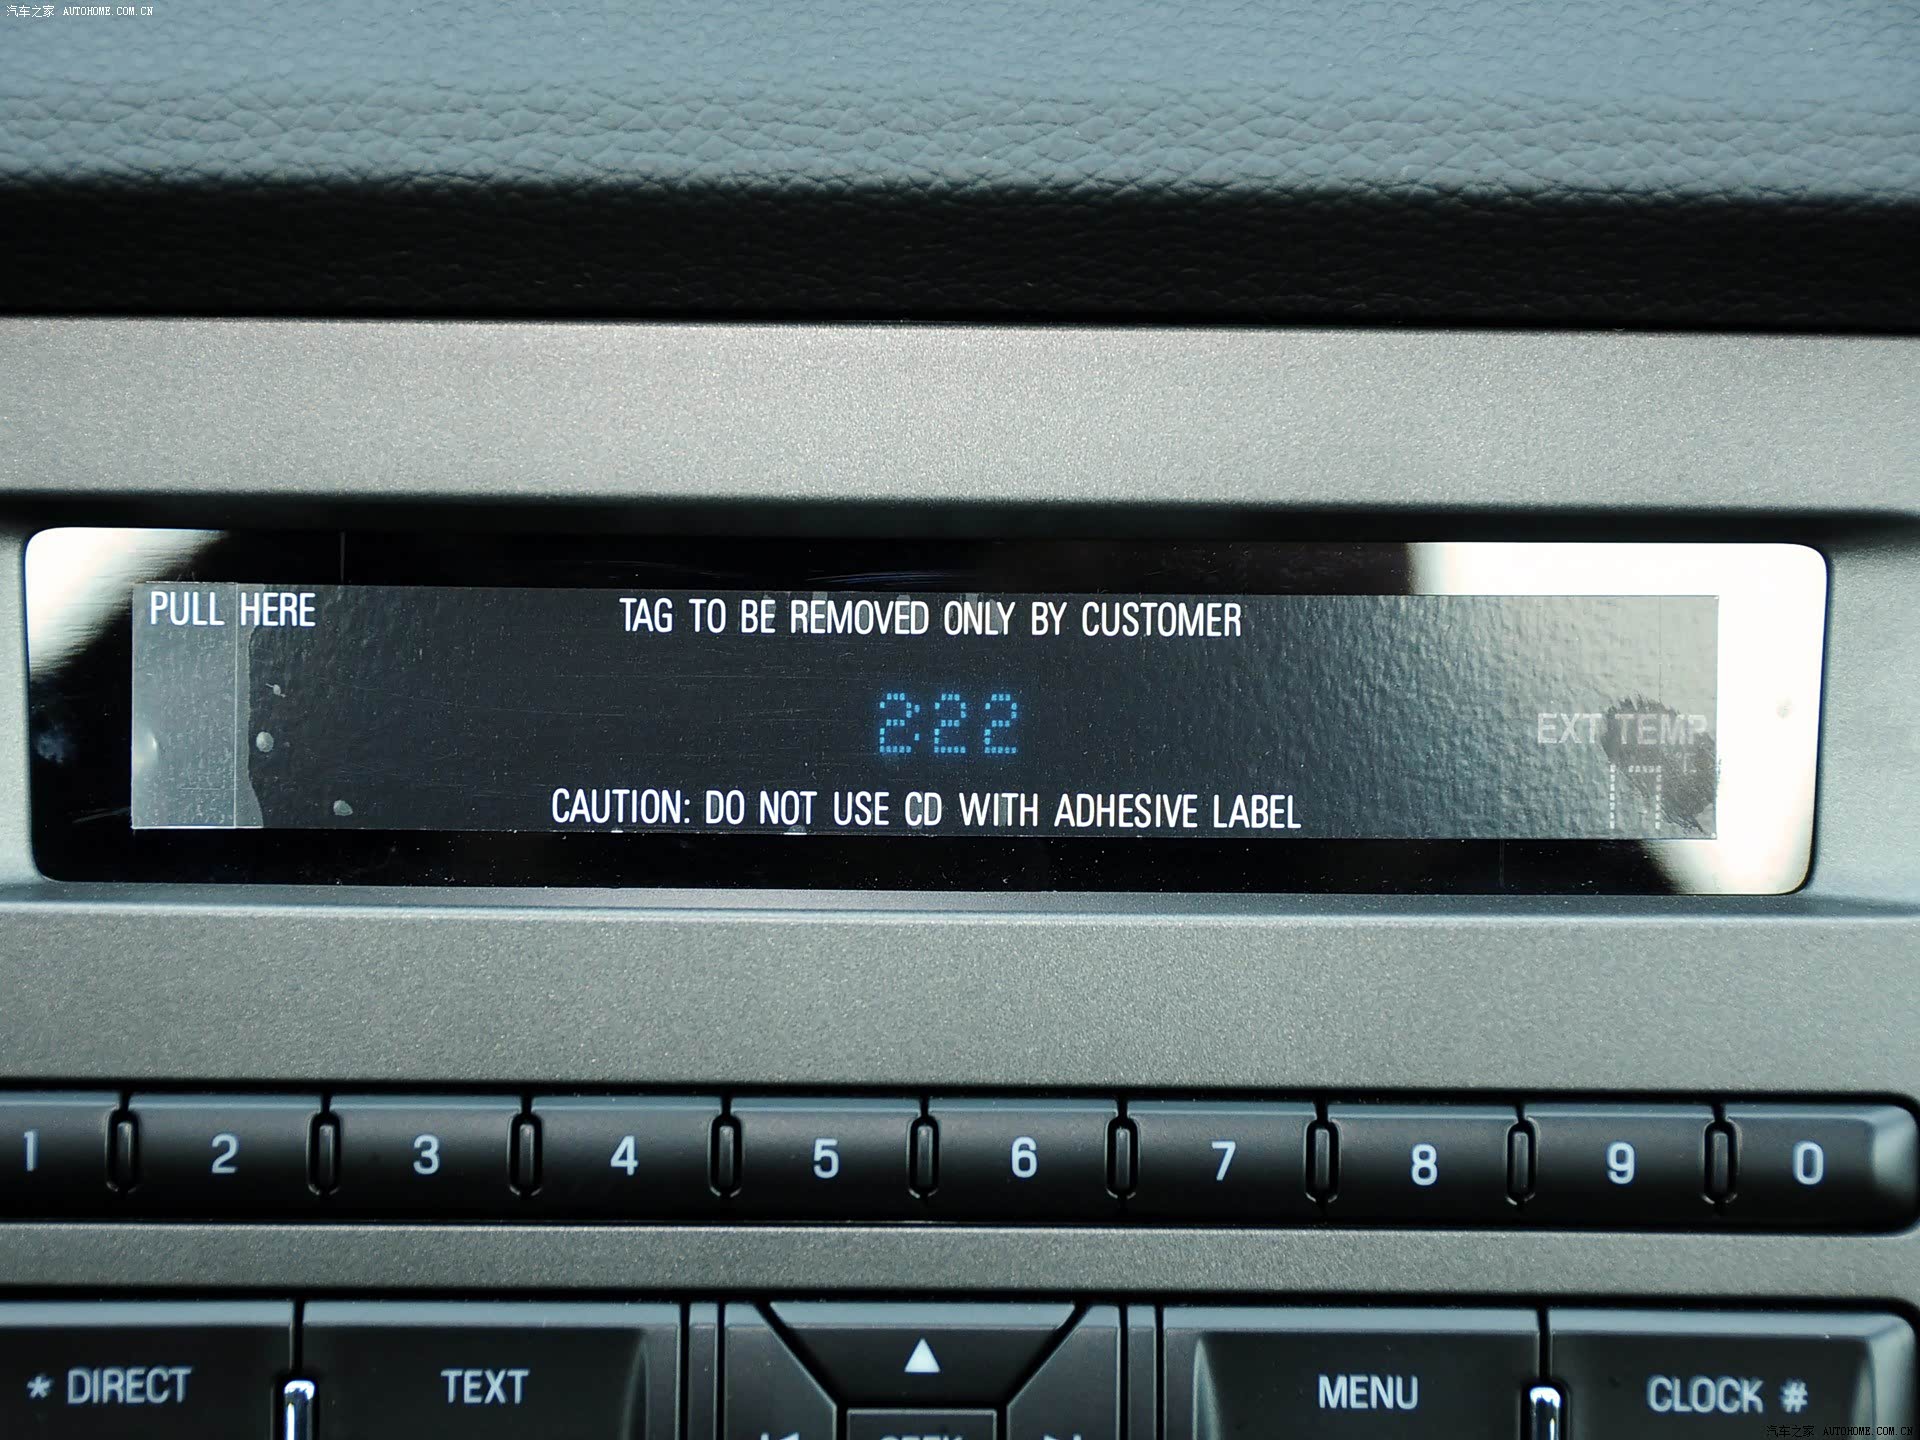 汽车之家 AUTOHOME.COM.CN
PULL HERE
TAG TO BE REMOVED ONLY BY CUSTOMER
2:22
EXT TEMP
CAUTION: DO NOT USE CD WITH ADHESIVE LABEL
1 2 3 4 5 6 7 8 9 0
* DIRECT
TEXT
MENU
CLOCK #
SEEK
汽车之家 AUTOHOME.COM.CN